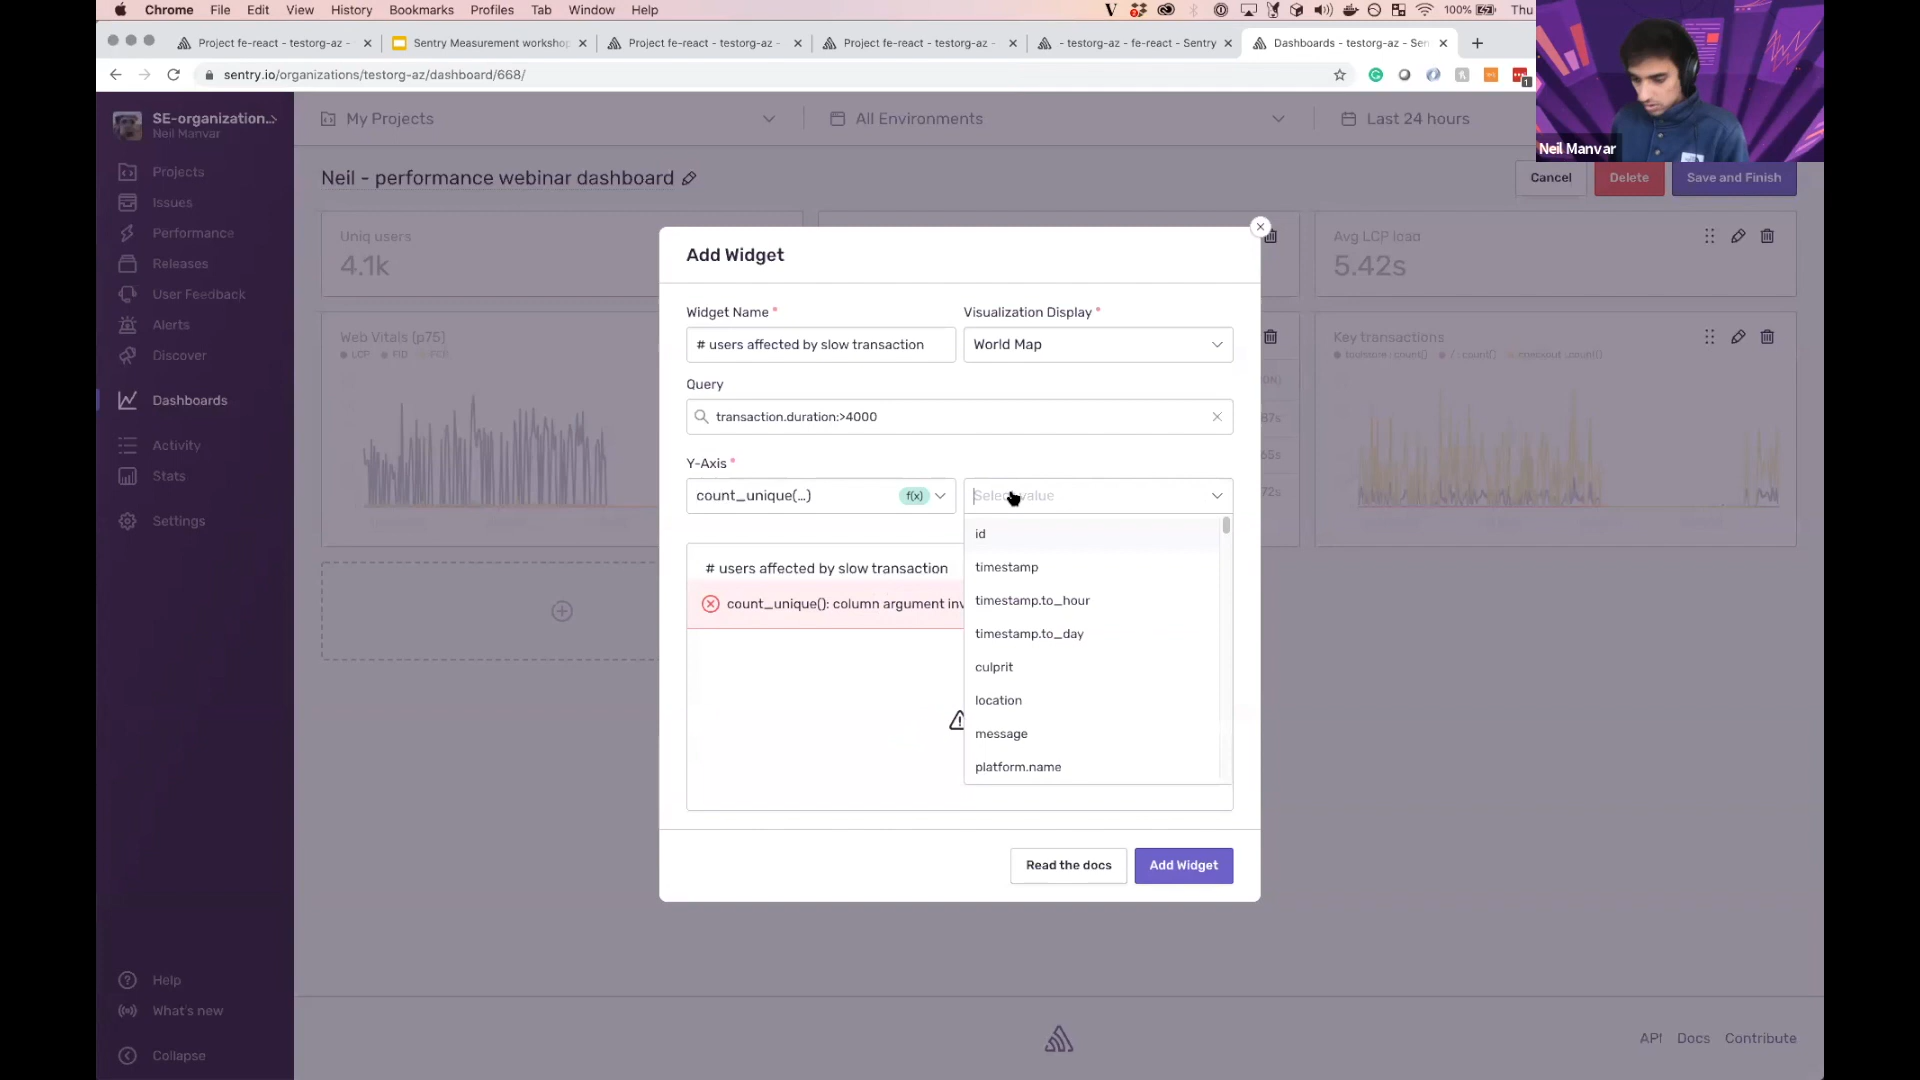 Chrome File Edit View History Bookmarks Profiles Tab Window Help 100% Thu
Project fe-react - testorg-az - Sentry Measurement workshop Project fe-react - testorg-az - Project fe-react - testorg-az - - testorg-az - fe-react - Sentry Dashboards - testorg-az - Sen
sentry.io/organizations/testorg-az/dashboard/668/
Neil Manvar
SE-organization...
Neil Manvar
Projects
Issues
Performance
Releases
User Feedback
Alerts
Discover
Dashboards
Activity
Stats
Settings
Help
What's new
Collapse
My Projects All Environments Last 24 hours
Neil - performance webinar dashboard
Cancel Delete Save and Finish
Uniq users
4.1k
Avg LCP load
5.42s
Web Vitals (p75)
LCP FID FCP
Key transactions
Add Widget
Widget Name *
# users affected by slow transaction
Visualization Display *
World Map
Query
transaction.duration:>4000
Y-Axis *
count_unique(…) f(x)
Select value
id
timestamp
timestamp.to_hour
timestamp.to_day
culprit
location
message
platform.name
# users affected by slow transaction
count_unique(): column argument inv
Read the docs Add Widget
API Docs Contribute